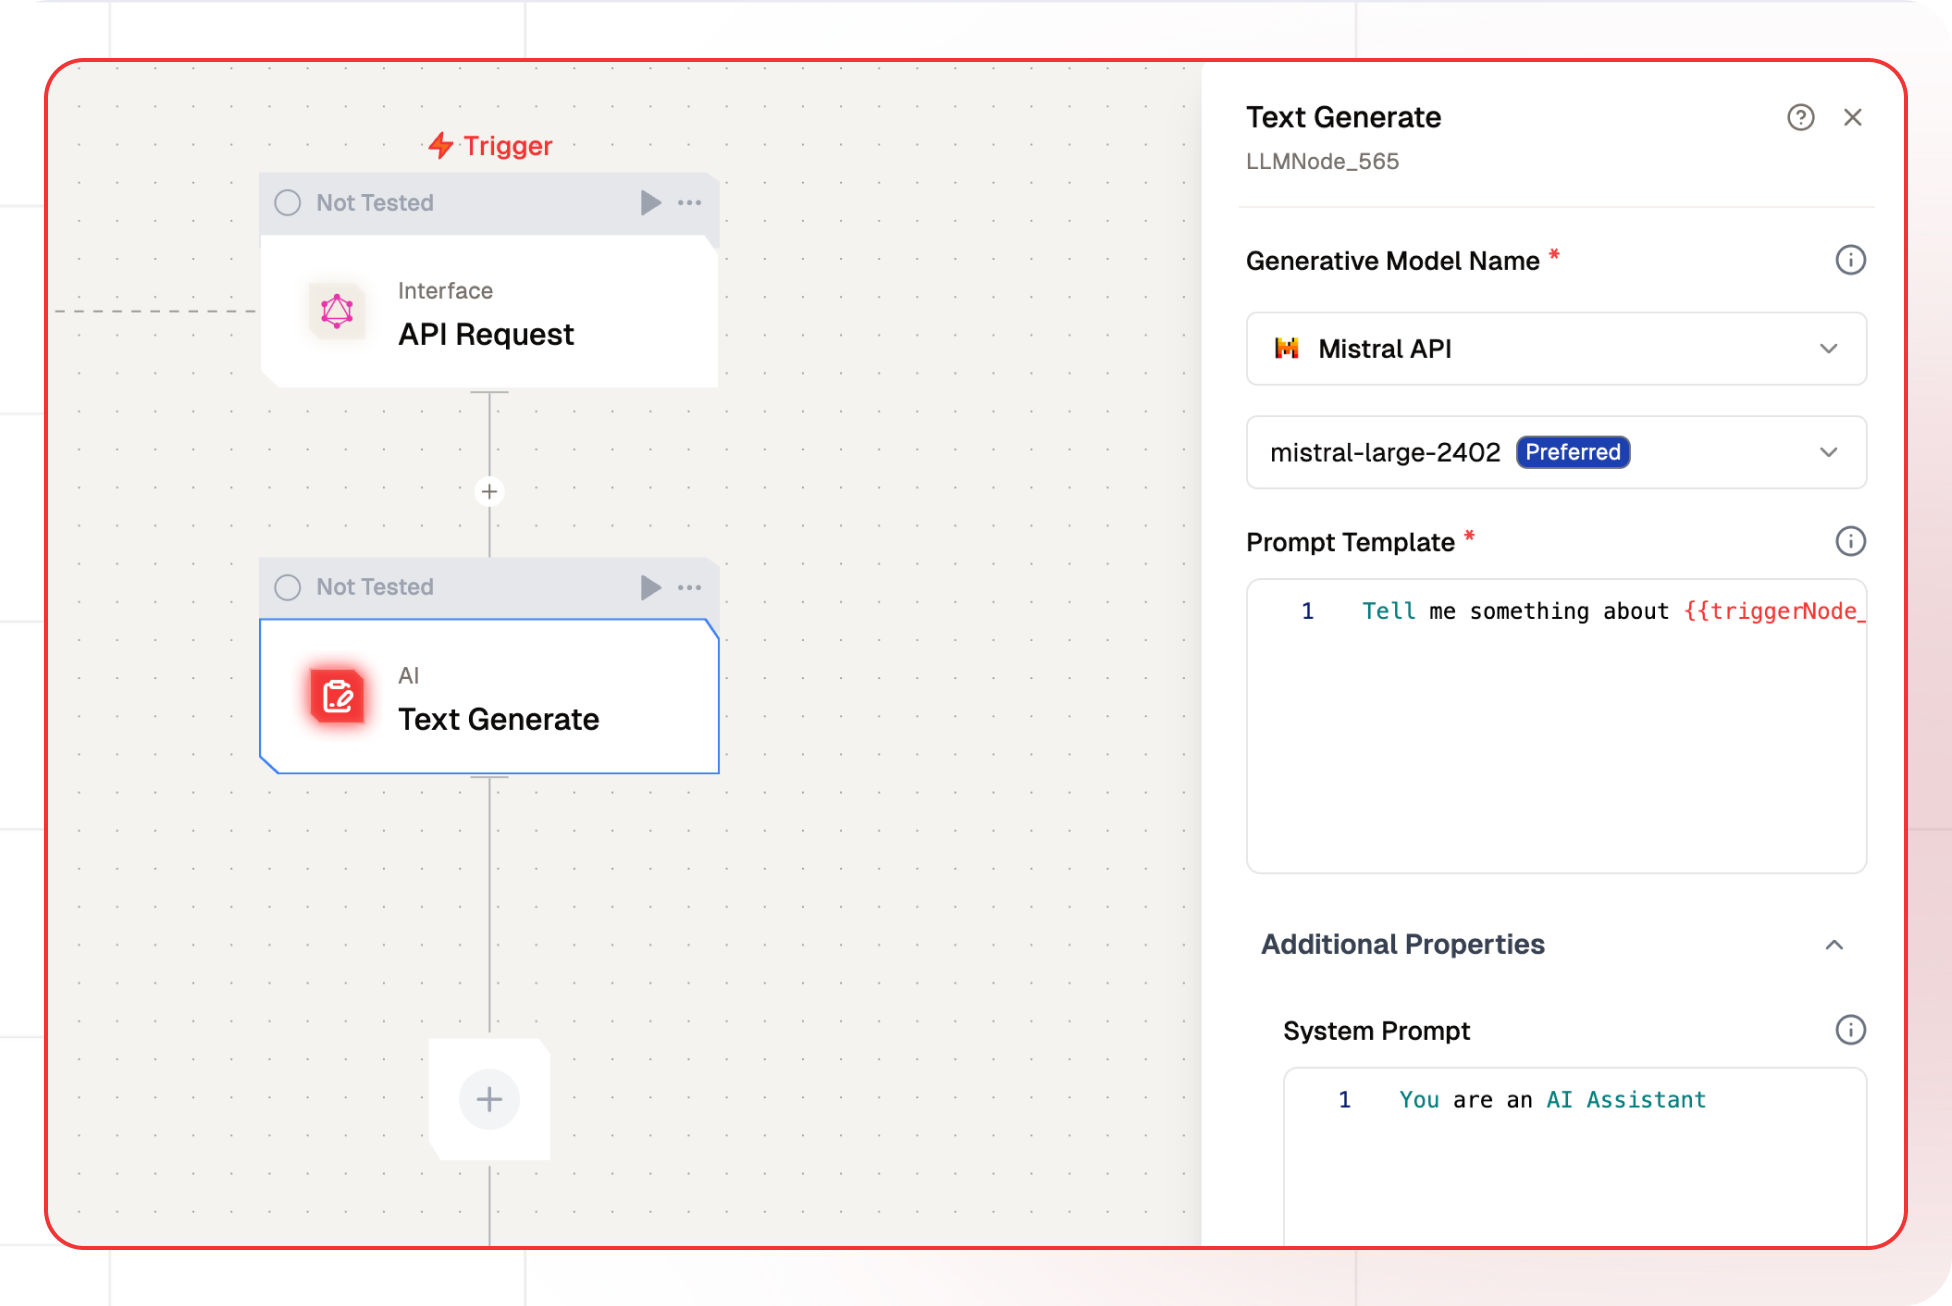 Trigger
Not Tested
Interface
API Request
Not Tested
AI
Text Generate
Text Generate
LLMNode_565
Generative Model Name *
Mistral API
mistral-large-2402 Preferred
Prompt Template *
1 Tell me something about {{triggerNode_
Additional Properties
System Prompt
1 You are an AI Assistant